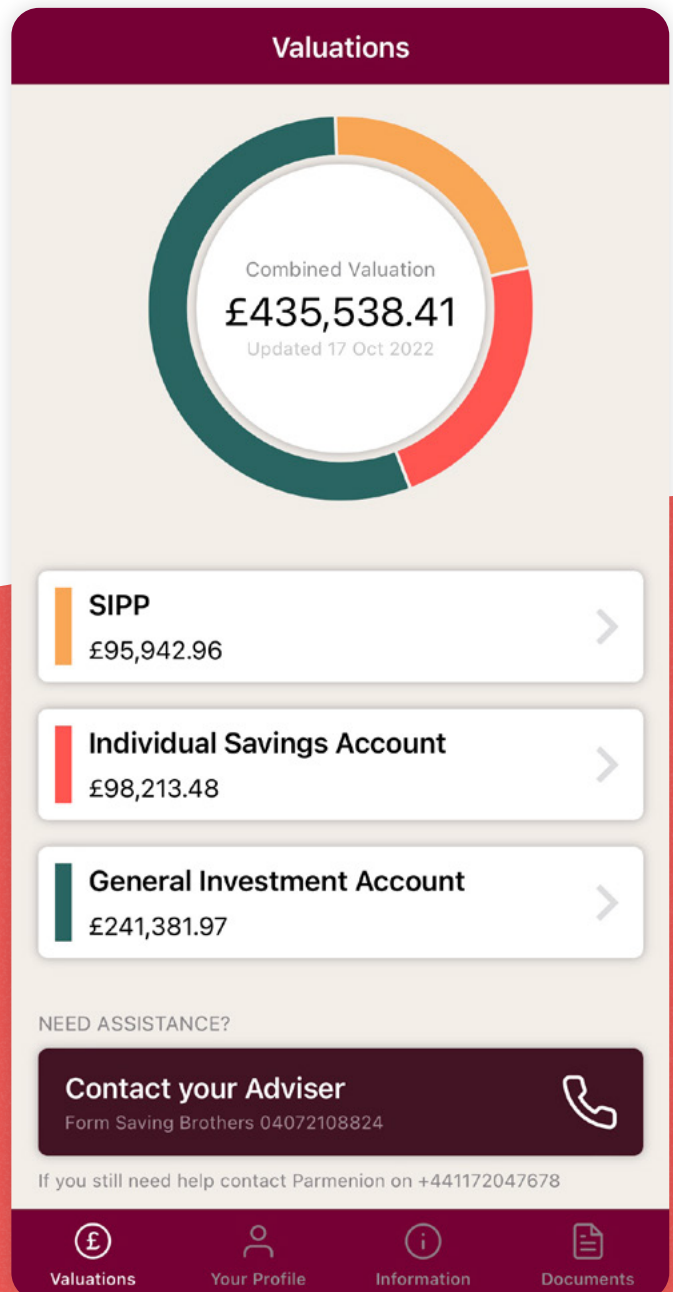 Valuations
Combined Valuation
£435,538.41
Updated 17 Oct 2022
SIPP
£95,942.96
Individual Savings Account
£98,213.48
General Investment Account
£241,381.97
NEED ASSISTANCE?
Contact your Adviser
Form Saving Brothers 04072108824
If you still need help contact Parmenion on +441172047678
£
i
Valuations Your Profile Information Documents